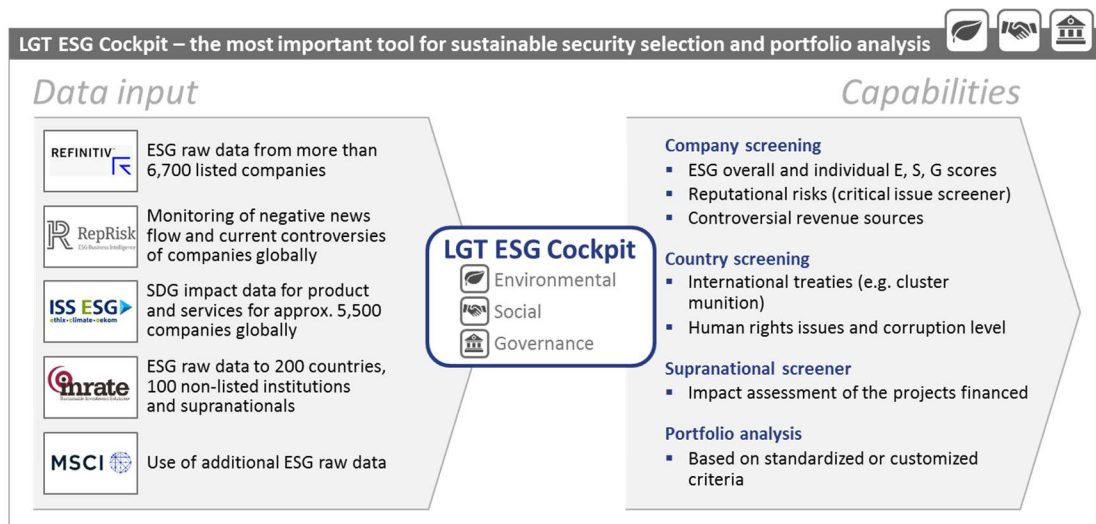 LGT ESG Cockpit – the most important tool for sustainable security selection and portfolio analysis
Data input
REFINITIV
ESG raw data from more than
6,700 listed companies
RepRisk
ESG Business Intelligence
Monitoring of negative news
flow and current controversies
of companies globally
ISS ESG
ethix•climate•oekom
SDG impact data for product
and services for approx. 5,500
companies globally
inrate
ESG raw data to 200 countries,
100 non-listed institutions
and supranationals
MSCI
Use of additional ESG raw data
LGT ESG Cockpit
Environmental
Social
Governance
Capabilities
Company screening
▪ ESG overall and individual E, S, G scores
▪ Reputational risks (critical issue screener)
▪ Controversial revenue sources
Country screening
▪ International treaties (e.g. cluster
munition)
▪ Human rights issues and corruption level
Supranational screener
▪ Impact assessment of the projects financed
Portfolio analysis
▪ Based on standardized or customized
criteria